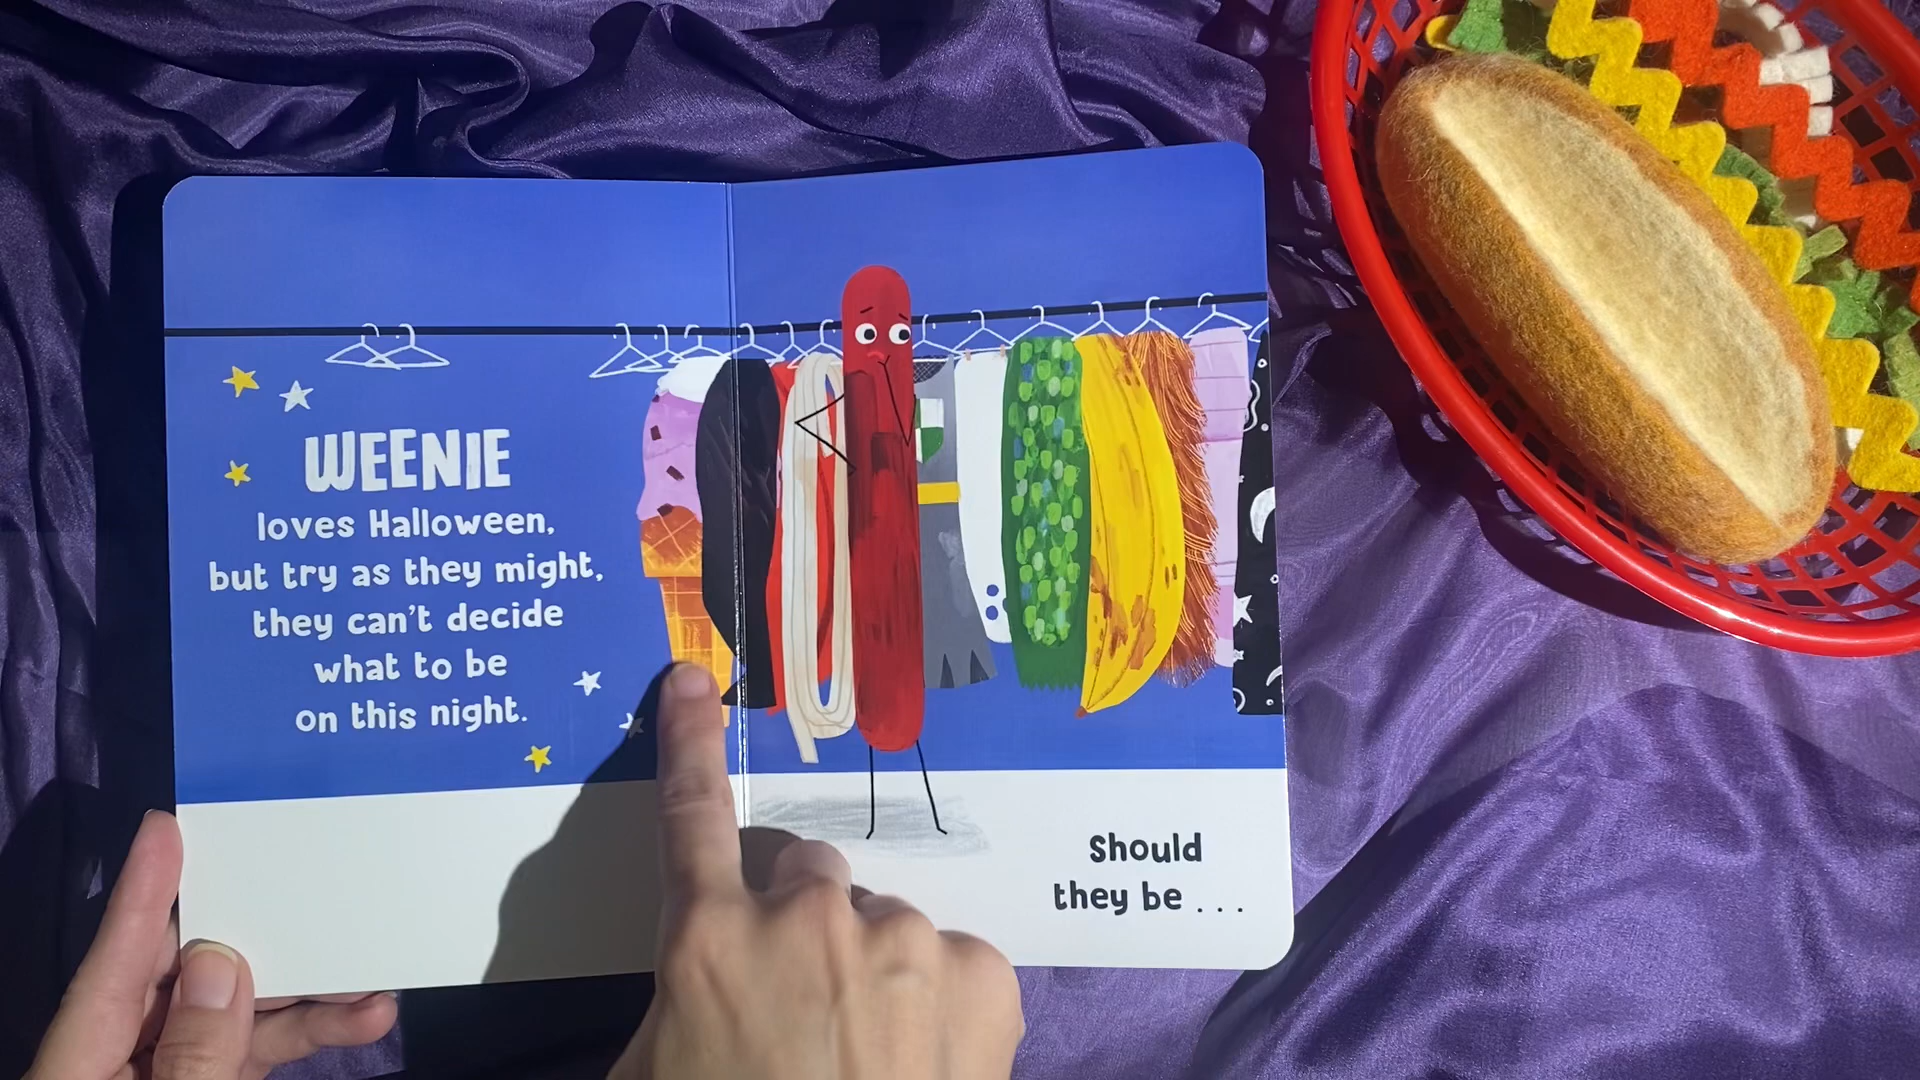 WEENIE
loves Halloween,
but try as they might,
they can't decide
what to be
on this night.
Should
they be . . .